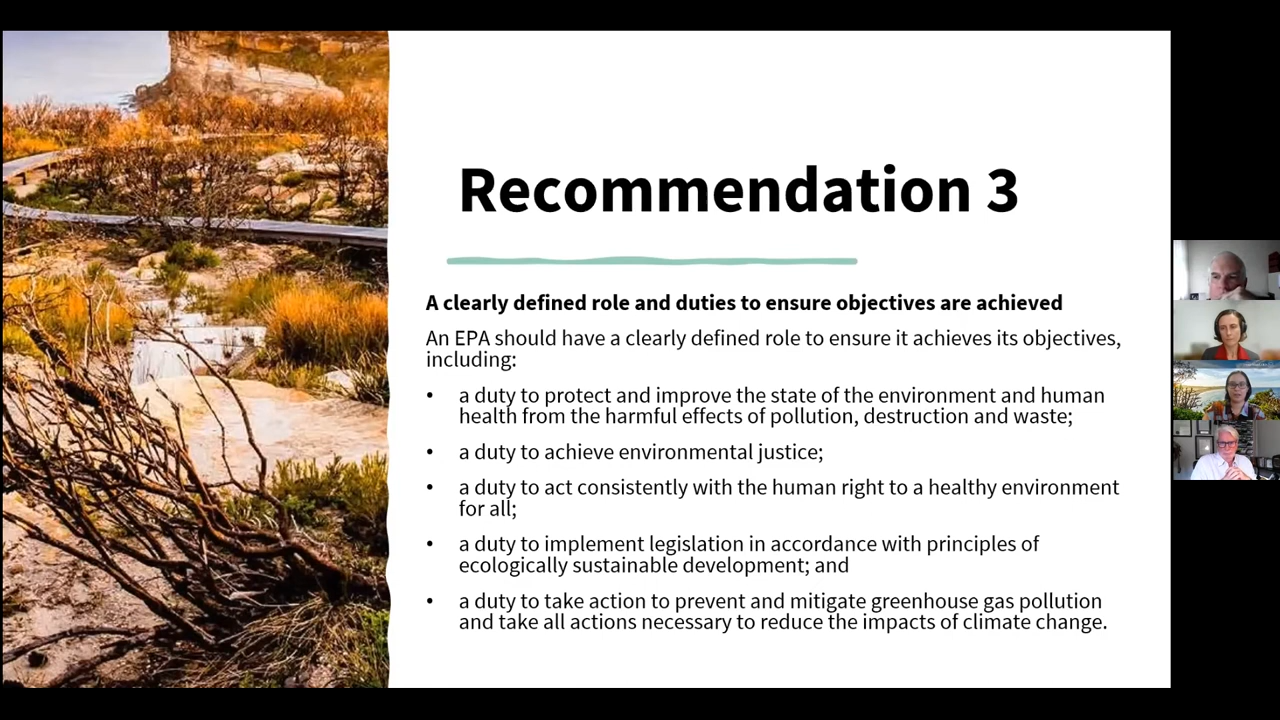 Recommendation 3
A clearly defined role and duties to ensure objectives are achieved
An EPA should have a clearly defined role to ensure it achieves its objectives,
including:
• a duty to protect and improve the state of the environment and human
health from the harmful effects of pollution, destruction and waste;
• a duty to achieve environmental justice;
• a duty to act consistently with the human right to a healthy environment
for all;
• a duty to implement legislation in accordance with principles of
ecologically sustainable development; and
• a duty to take action to prevent and mitigate greenhouse gas pollution
and take all actions necessary to reduce the impacts of climate change.